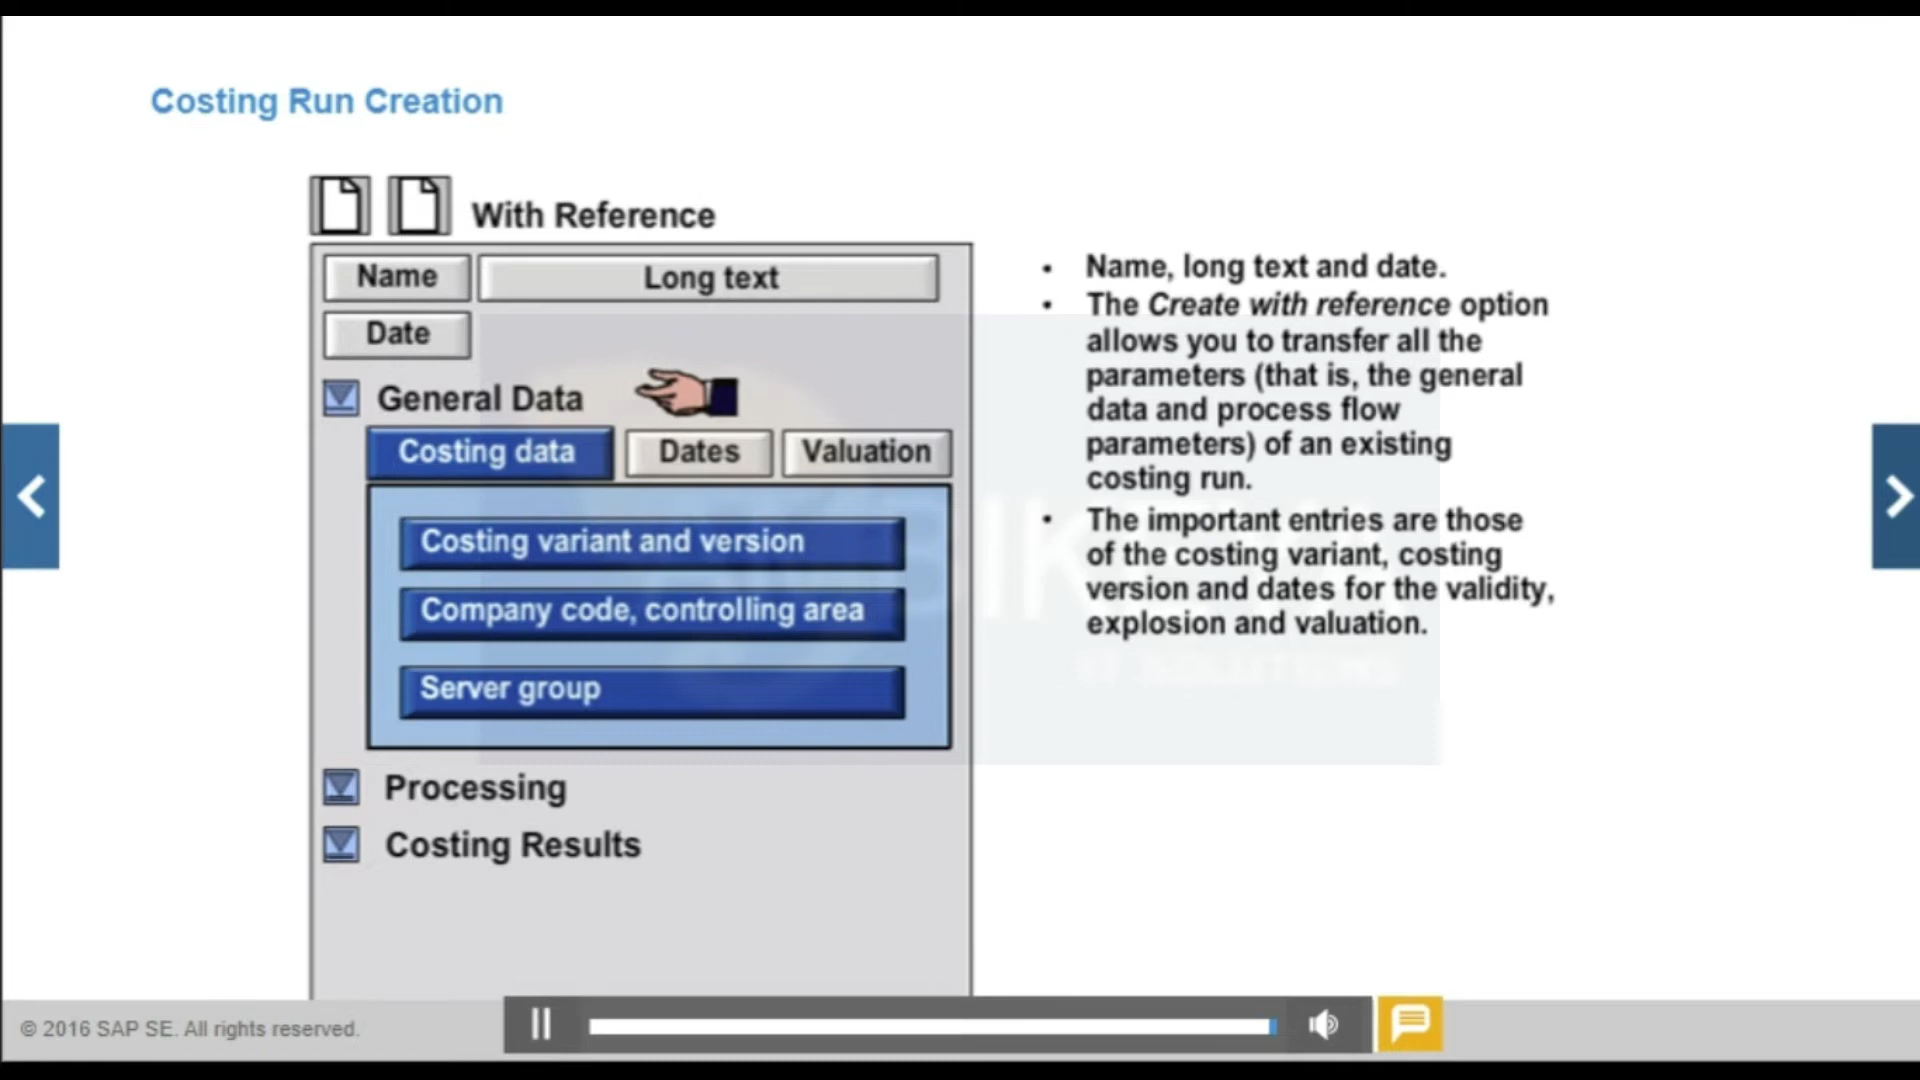 Costing Run Creation
With Reference
Name
Long text
Date
General Data
Costing data
Dates
Valuation
Costing variant and version
Company code, controlling area
Server group
Processing
Costing Results
• Name, long text and date.
• The Create with reference option
allows you to transfer all the
parameters (that is, the general
data and process flow
parameters) of an existing
costing run.
• The important entries are those
of the costing variant, costing
version and dates for the validity,
explosion and valuation.
© 2016 SAP SE. All rights reserved.